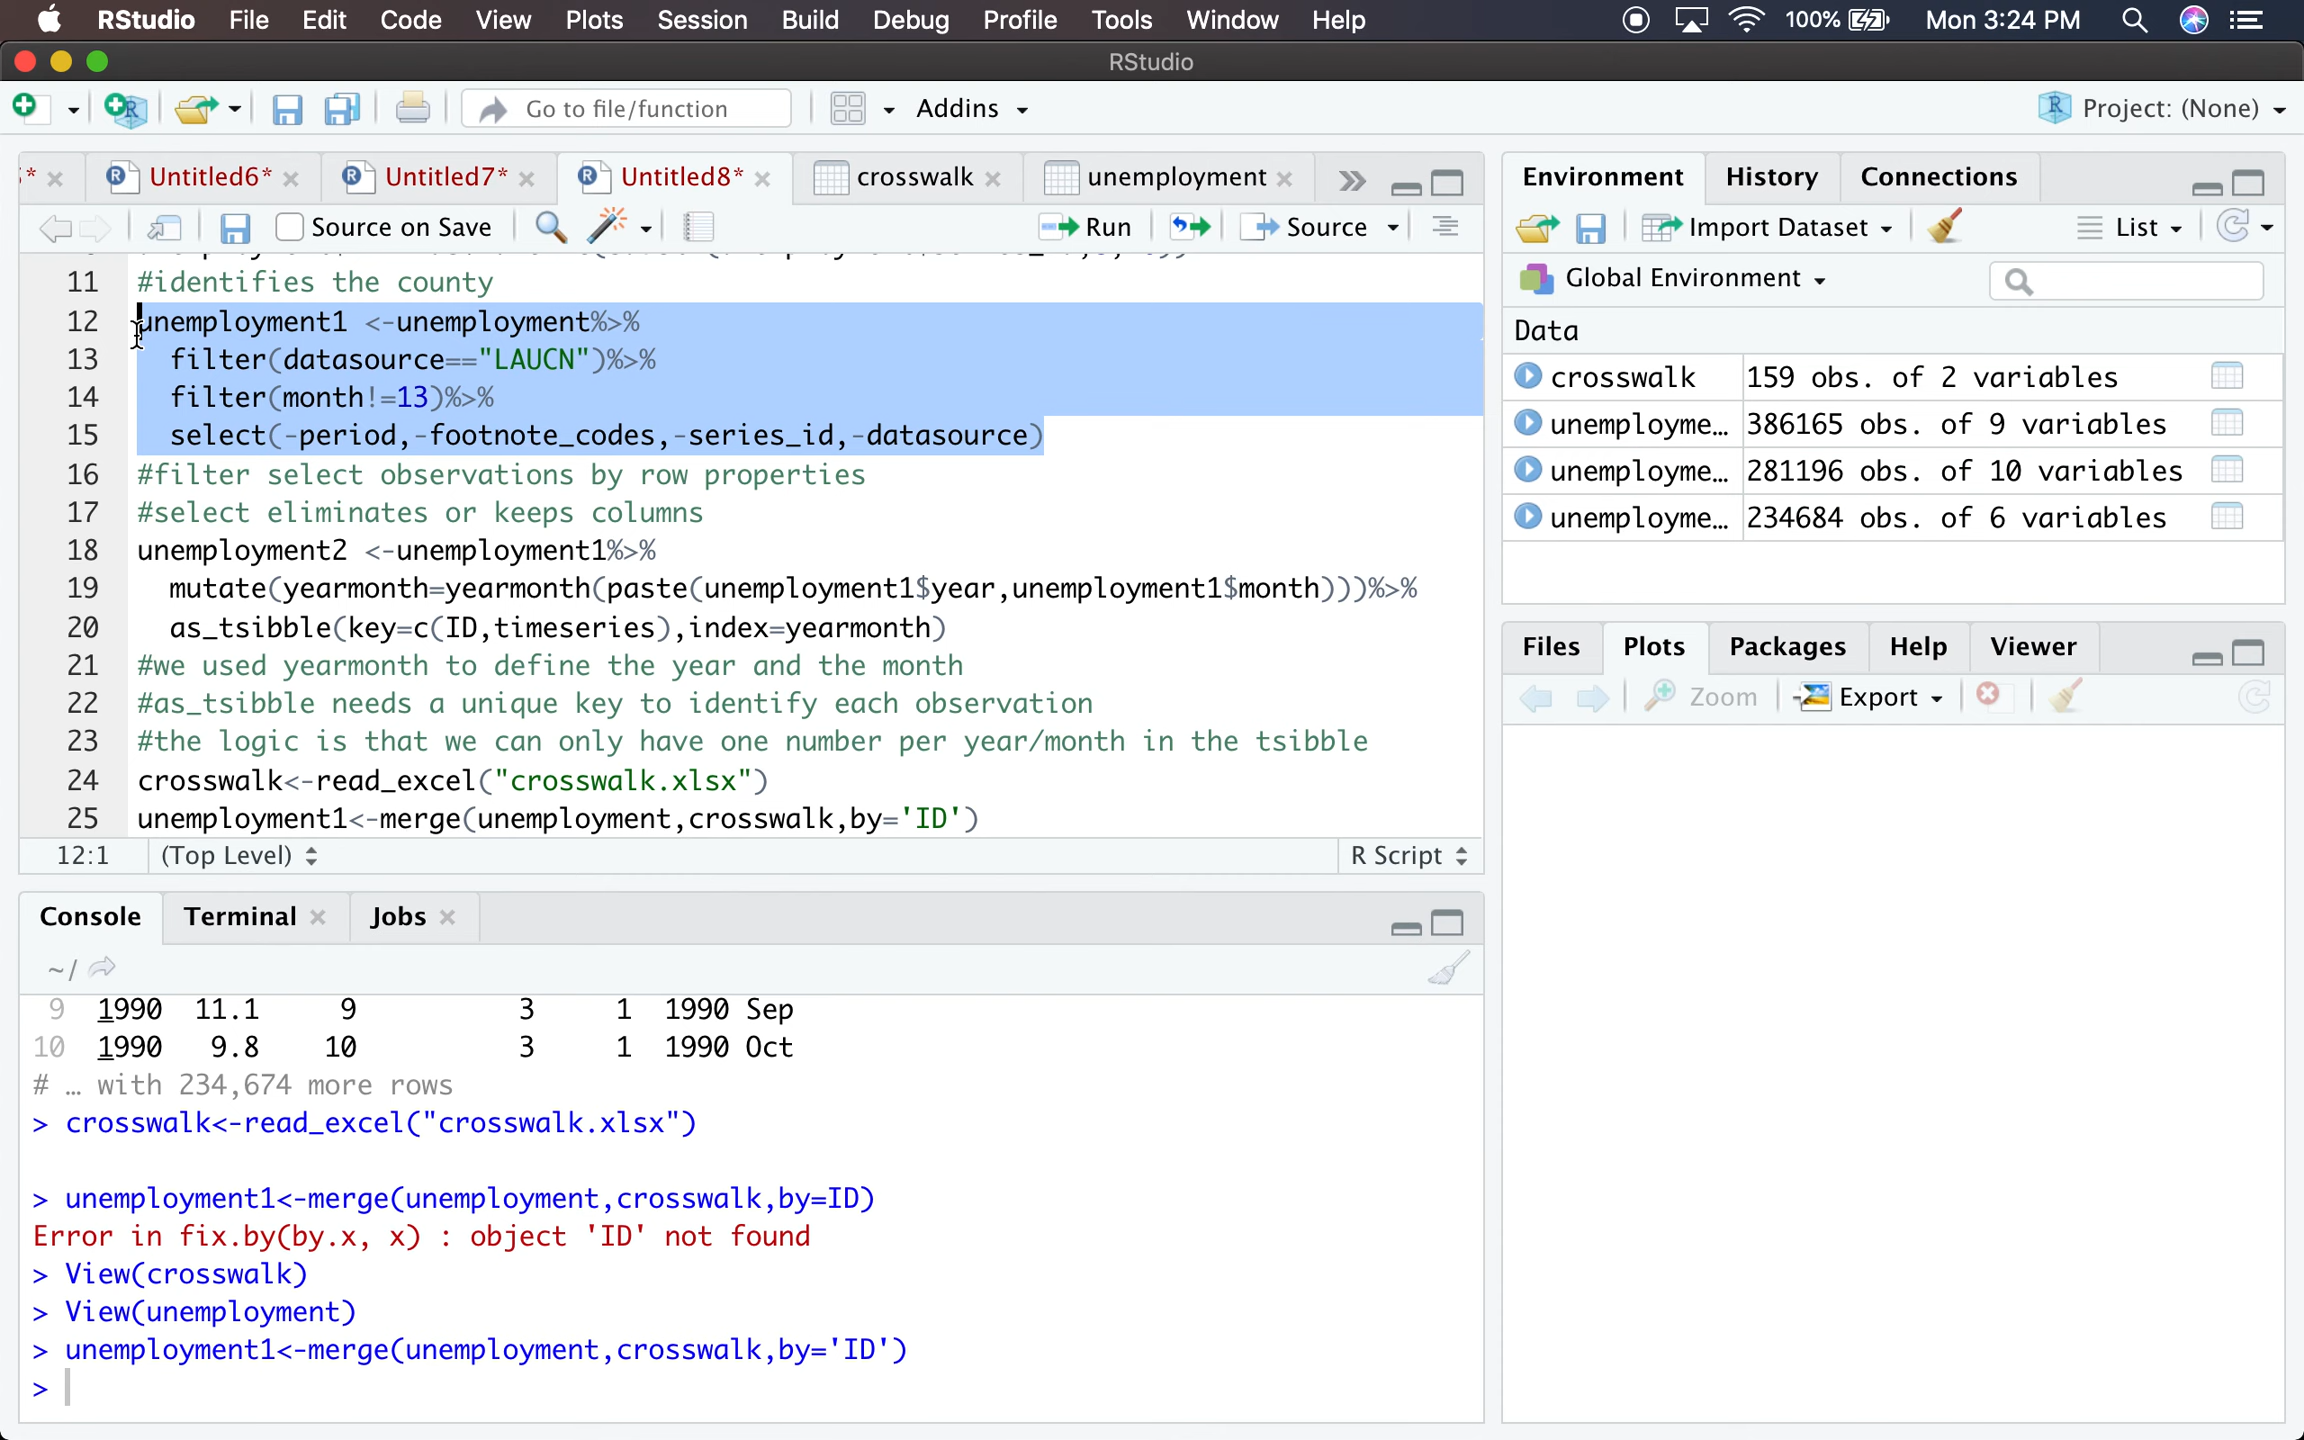 RStudio File Edit Code View Plots Session Build Debug Profile Tools Window Help 100% Mon 3:24 PM
RStudio
Go to file/function Addins Project: (None)
Untitled6* Untitled7* Untitled8* crosswalk unemployment
Source on Save Run Source
11 #identifies the county
12 unemployment1 <-unemployment%>%
13 filter(datasource=="LAUCN")%>%
14 filter(month!=13)%>%
15 select(-period,-footnote_codes,-series_id,-datasource)
16 #filter select observations by row properties
17 #select eliminates or keeps columns
18 unemployment2 <-unemployment1%>%
19 mutate(yearmonth=yearmonth(paste(unemployment1$year,unemployment1$month)))%>%
20 as_tsibble(key=c(ID,timeseries),index=yearmonth)
21 #we used yearmonth to define the year and the month
22 #as_tsibble needs a unique key to identify each observation
23 #the logic is that we can only have one number per year/month in the tsibble
24 crosswalk<-read_excel("crosswalk.xlsx")
25 unemployment1<-merge(unemployment,crosswalk,by='ID')
12:1 (Top Level) R Script
Console Terminal Jobs
~/
9 1990 11.1 9 3 1 1990 Sep
10 1990 9.8 10 3 1 1990 Oct
# … with 234,674 more rows
> crosswalk<-read_excel("crosswalk.xlsx")
> unemployment1<-merge(unemployment,crosswalk,by=ID)
Error in fix.by(by.x, x) : object 'ID' not found
> View(crosswalk)
> View(unemployment)
> unemployment1<-merge(unemployment,crosswalk,by='ID')
>
Environment History Connections
Import Dataset List
Global Environment
Data
crosswalk 159 obs. of 2 variables
unemployme… 386165 obs. of 9 variables
unemployme… 281196 obs. of 10 variables
unemployme… 234684 obs. of 6 variables
Files Plots Packages Help Viewer
Zoom Export